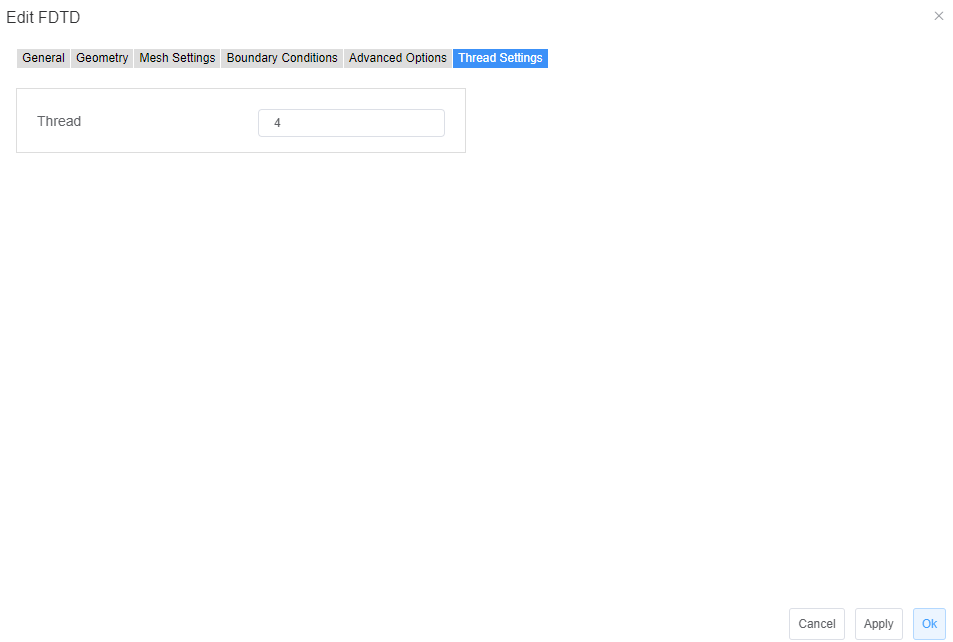 Edit FDTD
General Geometry Mesh Settings Boundary Conditions Advanced Options Thread Settings
Thread 4
Cancel Apply Ok